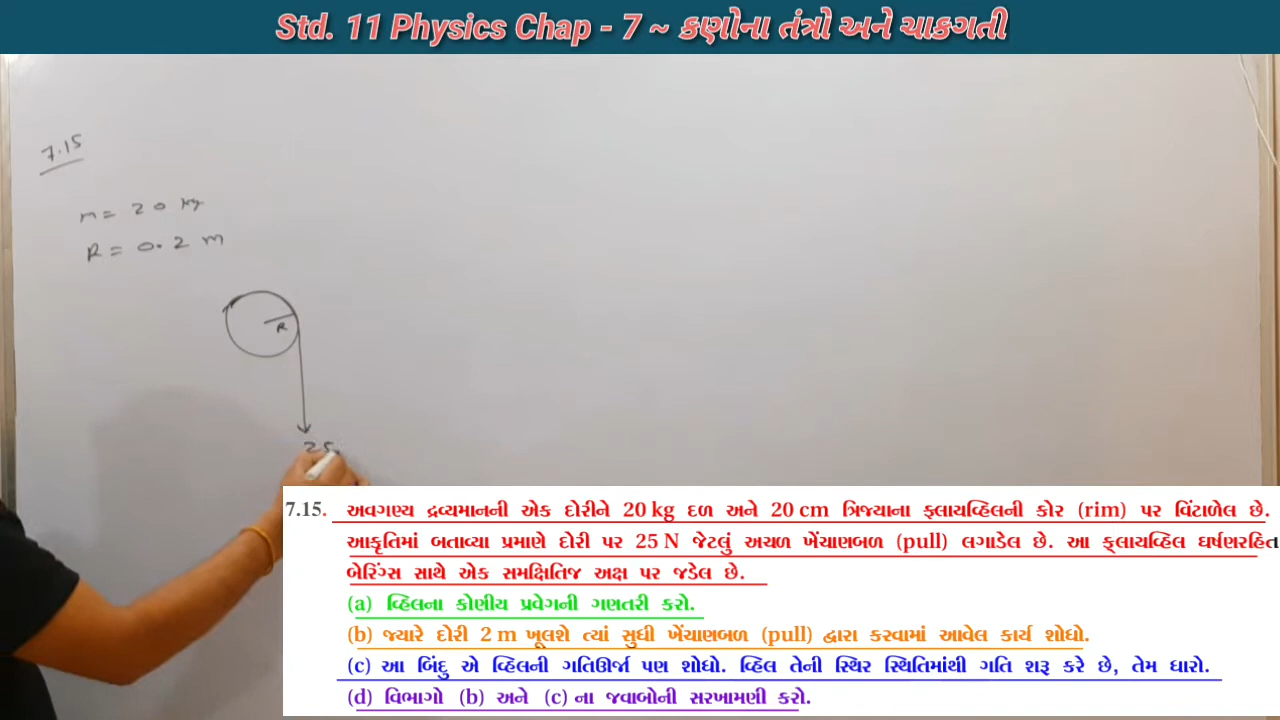 Std. 11 Physics Chap - 7 ~ કણોના તંત્રો અને ચાકગતી
7.15
m = 20 kg
R = 0.2 m
R
25
7.15. અવગણ્ય દ્રવ્યમાનની એક દોરીને 20 kg દળ અને 20 cm ત્રિજ્યાના ફ્લાયવ્હિલની કોર (rim) પર વિંટાળેલ છે.
આકૃતિમાં બતાવ્યા પ્રમાણે દોરી પર 25 N જેટલું અચળ ખેંચાણબળ (pull) લગાડેલ છે. આ ફ્લાયવ્હિલ ઘર્ષણરહિત
બેરિંગ્સ સાથે એક સમક્ષિતિજ અક્ષ પર જડેલ છે.
(a) વ્હિલના કોણીય પ્રવેગની ગણતરી કરો.
(b) જ્યારે દોરી 2 m ખૂલશે ત્યાં સુધી ખેંચાણબળ (pull) દ્વારા કરવામાં આવેલ કાર્ય શોધો.
(c) આ બિંદુ એ વ્હિલની ગતિઊર્જા પણ શોધો. વ્હિલ તેની સ્થિર સ્થિતિમાંથી ગતિ શરૂ કરે છે, તેમ ધારો.
(d) વિભાગો (b) અને (c) ના જવાબોની સરખામણી કરો.